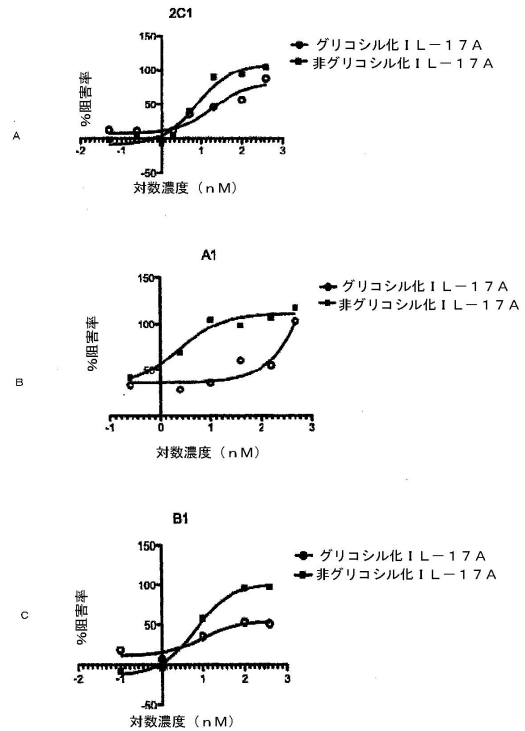 2C1
グリコシル化IL-17A
非グリコシル化IL-17A
150
100
50
-50
-2 -1 0 1 2 3
%阻害率
対数濃度（nM）
A
A1
グリコシル化IL-17A
非グリコシル化IL-17A
150
100
50
-1 0 1 2 3
%阻害率
対数濃度（nM）
B
B1
グリコシル化IL-17A
非グリコシル化IL-17A
150
100
50
-50
-2 -1 0 1 2 3
%阻害率
対数濃度（nM）
C